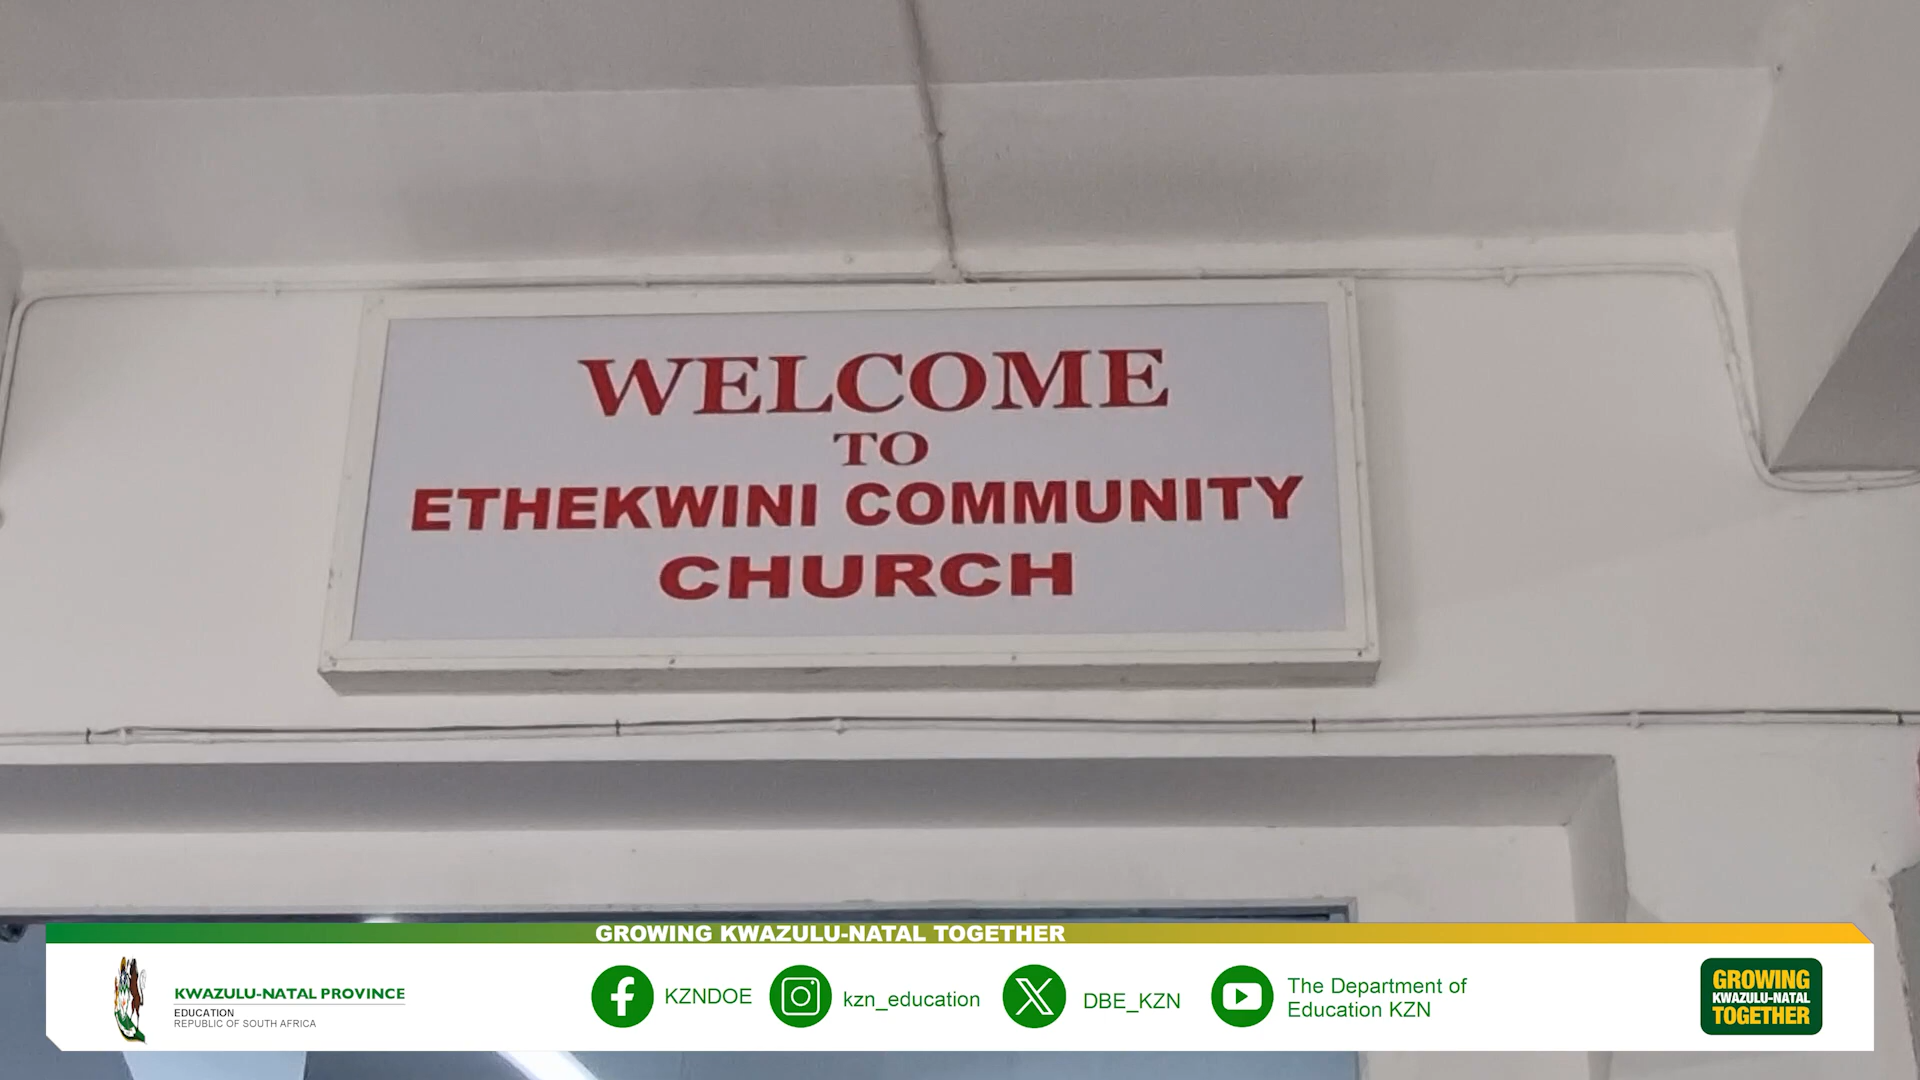 WELCOME
TO
ETHEKWINI COMMUNITY
CHURCH
GROWING KWAZULU-NATAL TOGETHER
KWAZULU-NATAL PROVINCE
EDUCATION
REPUBLIC OF SOUTH AFRICA
KZNDOE
kzn_education
DBE_KZN
The Department of
Education KZN
GROWING
KWAZULU-NATAL
TOGETHER